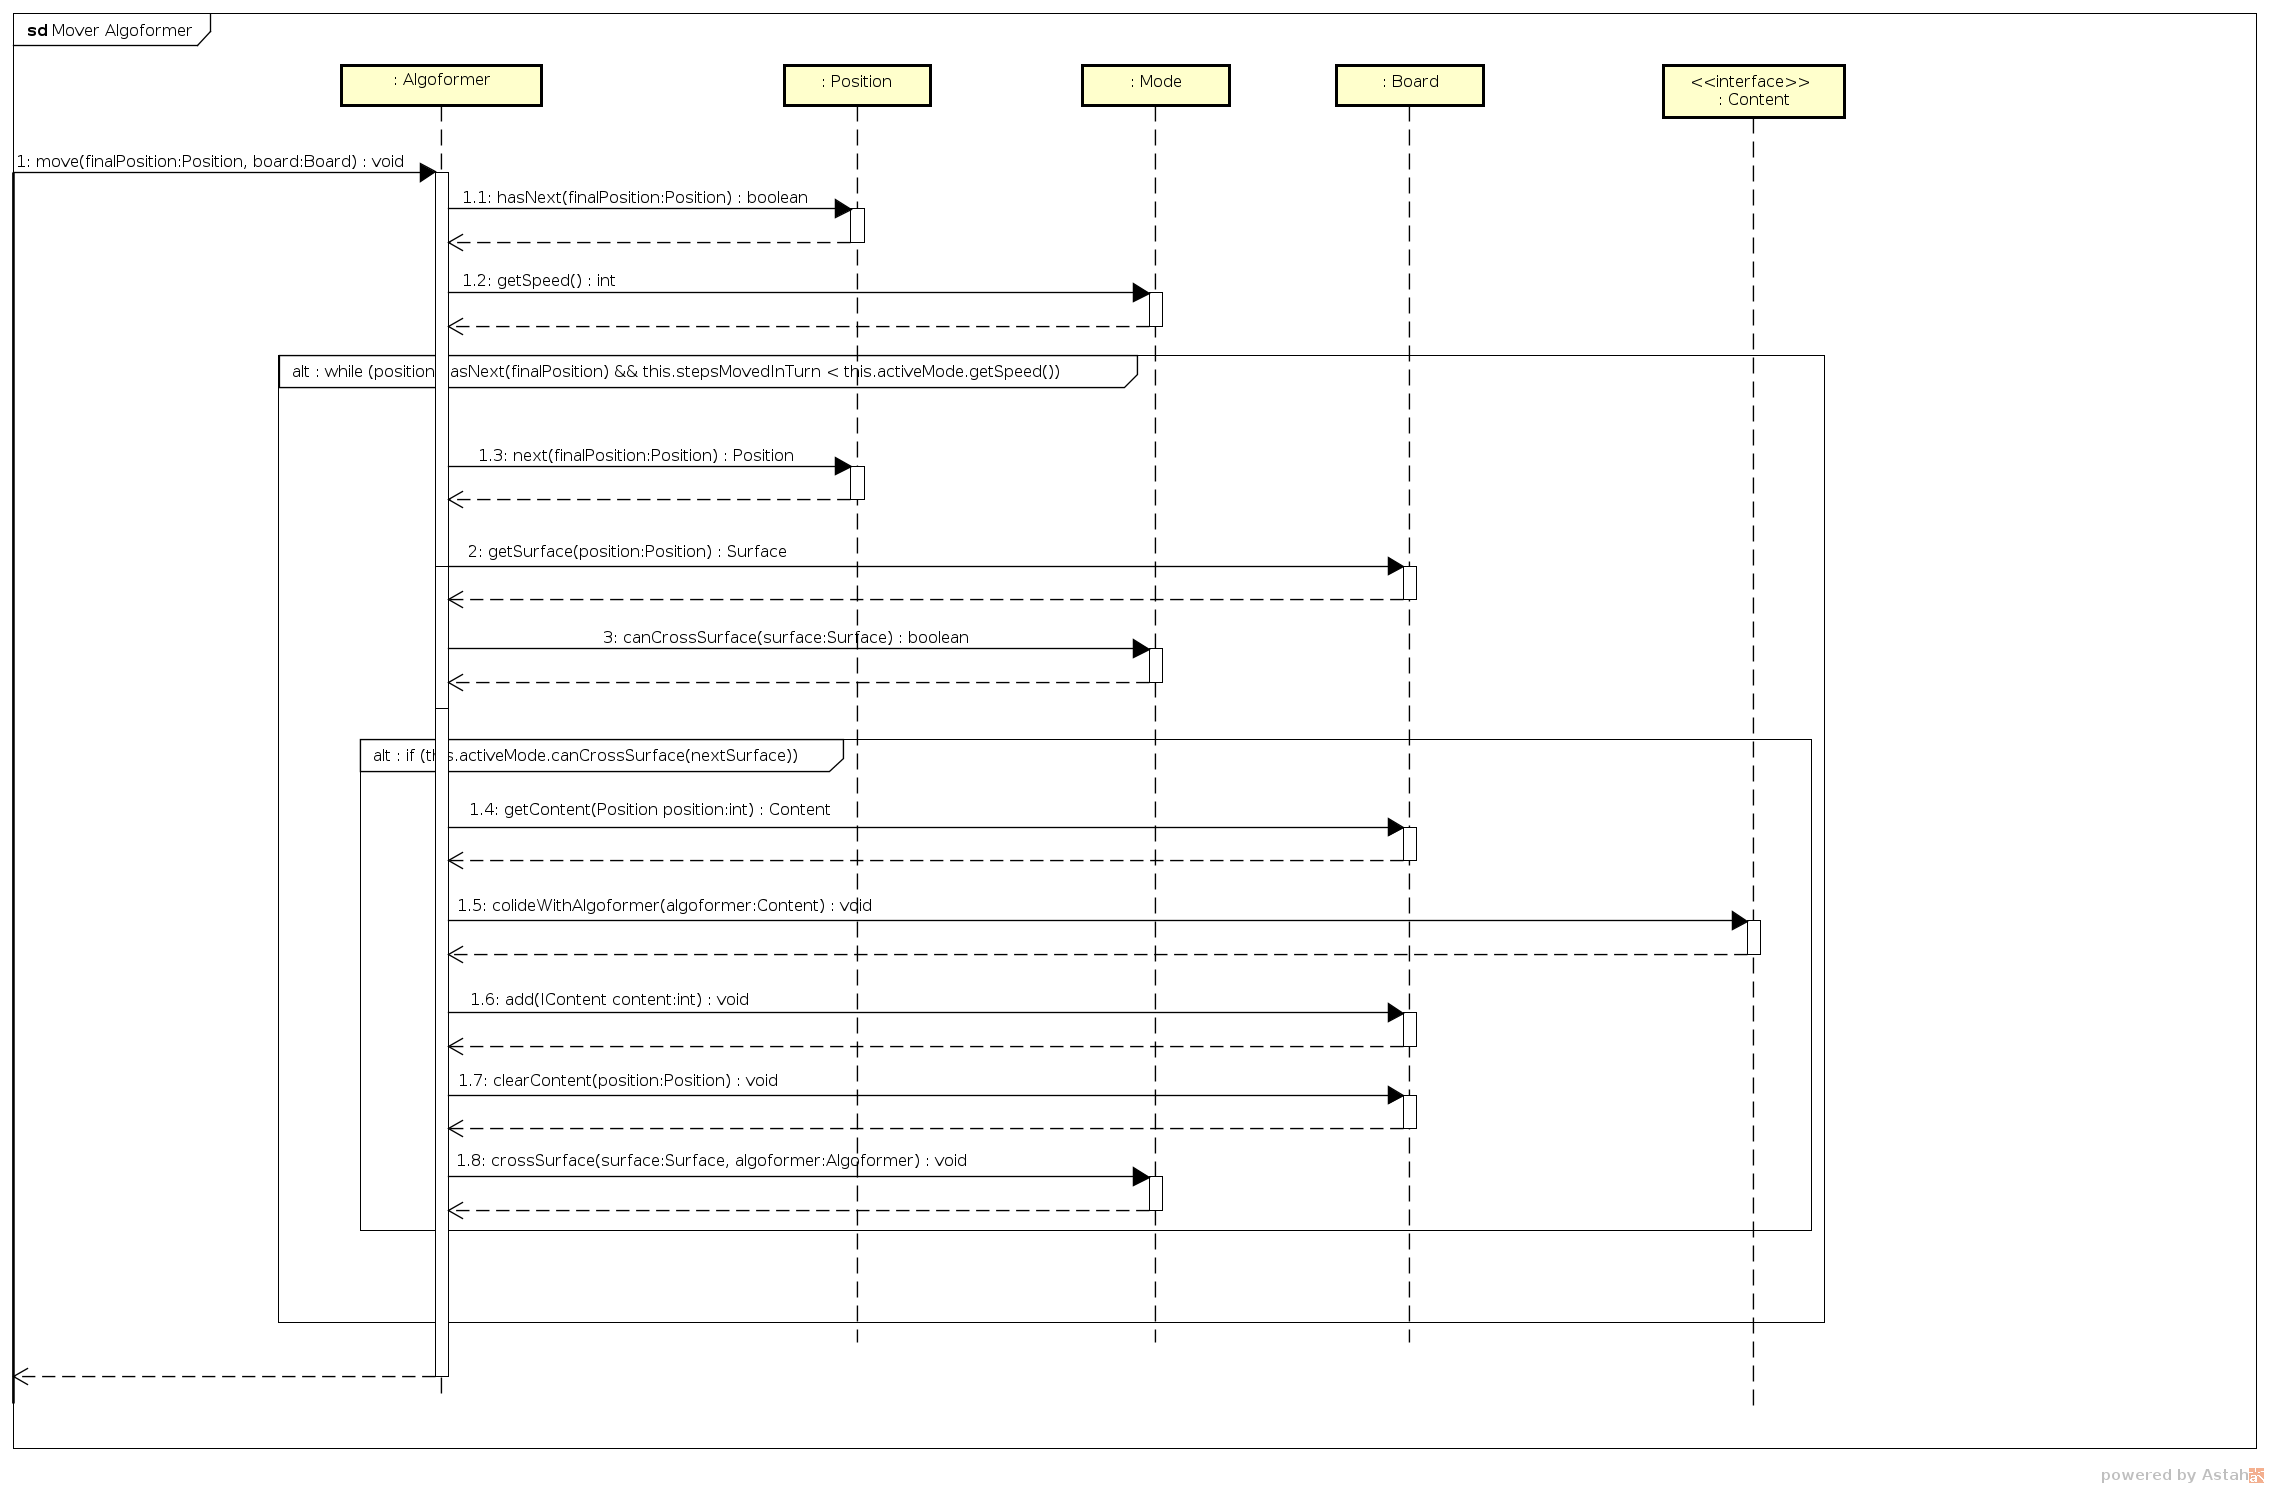 sd Mover Algoformer
: Algoformer
: Position
: Mode
: Board
<<interface>>
: Content
1: move(finalPosition:Position, board:Board) : void
1.1: hasNext(finalPosition:Position) : boolean
1.2: getSpeed() : int
alt : while (position asNext(finalPosition) && this.stepsMovedInTurn < this.activeMode.getSpeed())
1.3: next(finalPosition:Position) : Position
2: getSurface(position:Position) : Surface
3: canCrossSurface(surface:Surface) : boolean
alt : if (this.activeMode.canCrossSurface(nextSurface))
1.4: getContent(Position position:int) : Content
1.5: colideWithAlgoformer(algoformer:Content) : void
1.6: add(IContent content:int) : void
1.7: clearContent(position:Position) : void
1.8: crossSurface(surface:Surface, algoformer:Algoformer) : void
powered by Astah